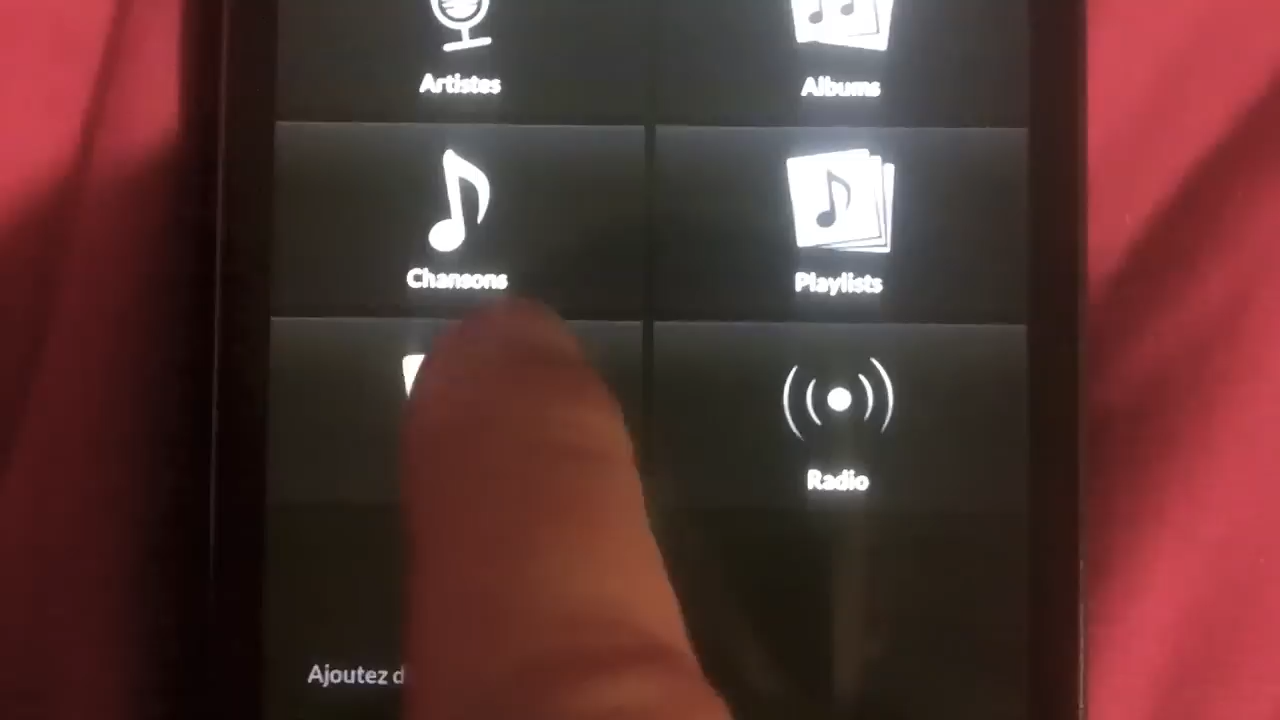 Artistes
Albums
Chansons
Playlists
Radio
Ajoutez